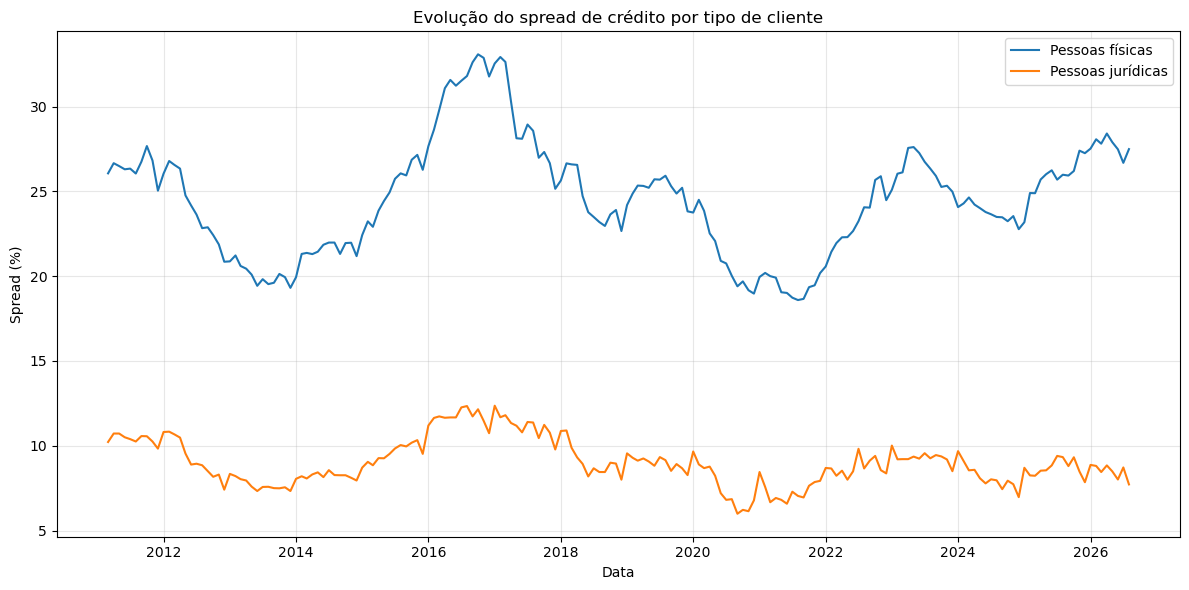 Evolução do spread de crédito por tipo de cliente
Pessoas físicas
Pessoas jurídicas
Spread (%)
30
25
20
15
10
5
2012 2014 2016 2018 2020 2022 2024 2026
Data